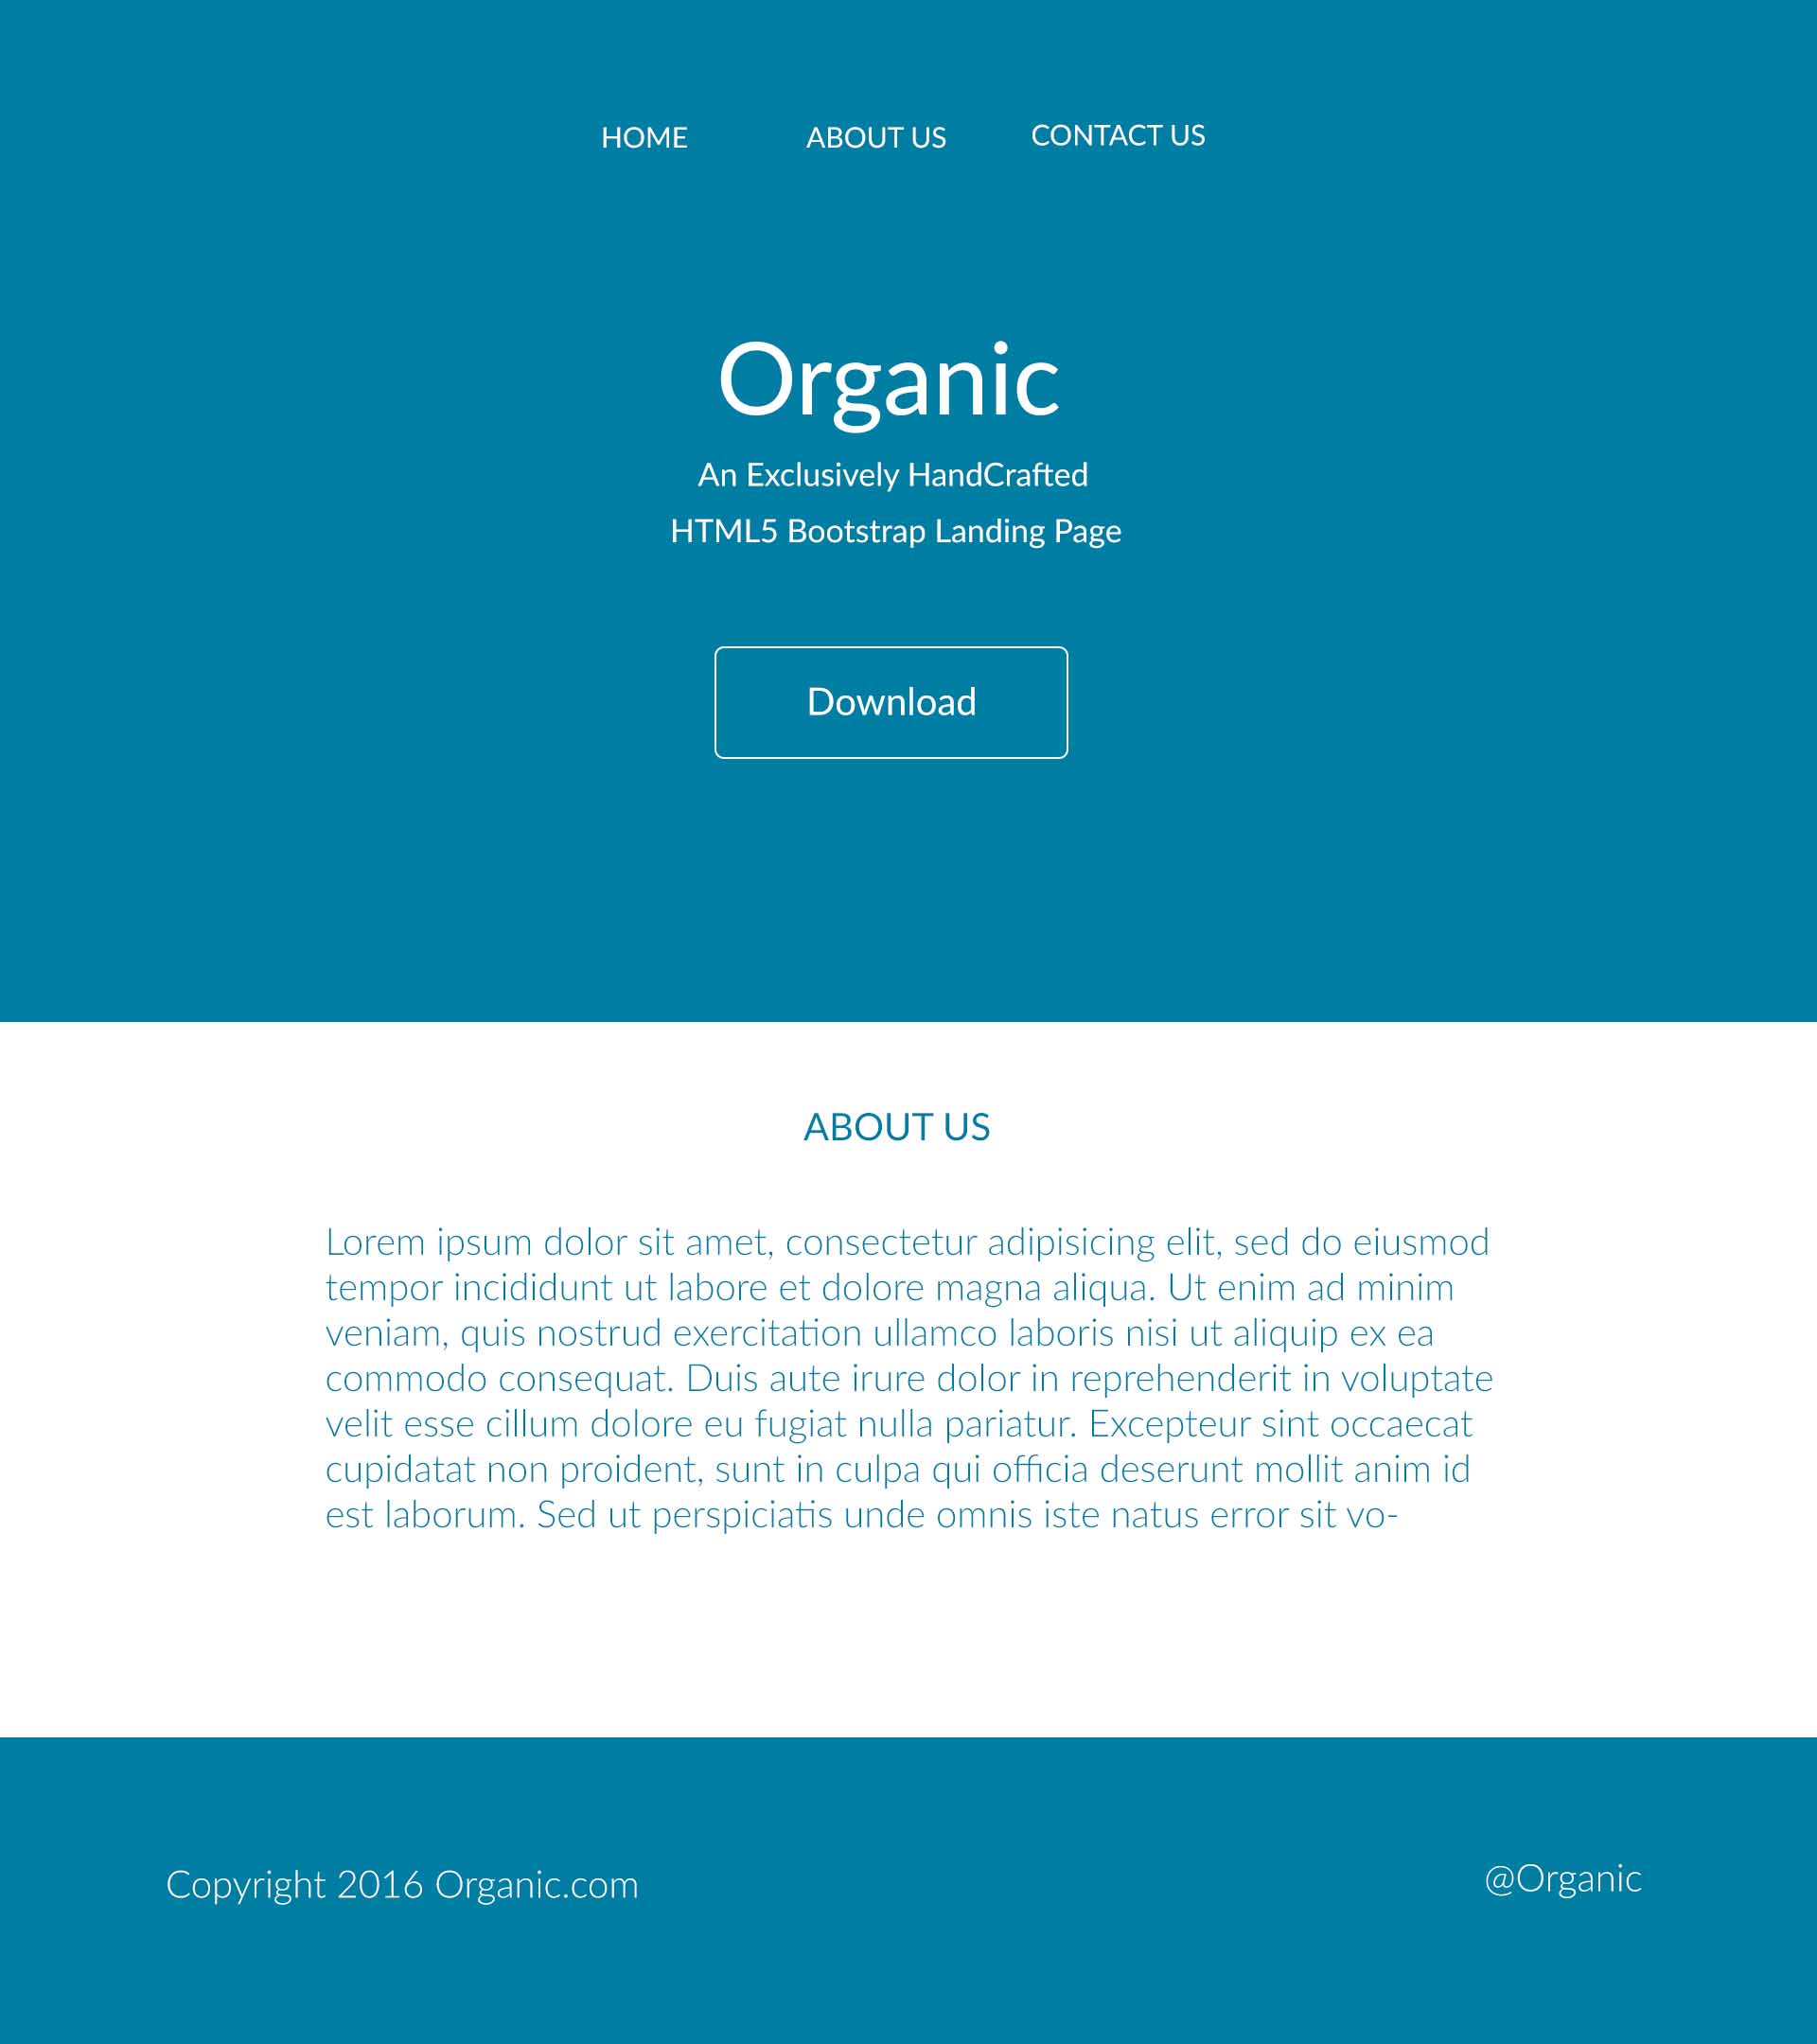 HOME ABOUT US CONTACT US
Organic
An Exclusively HandCrafted
HTML5 Bootstrap Landing Page
Download
ABOUT US
Lorem ipsum dolor sit amet, consectetur adipisicing elit, sed do eiusmod
tempor incididunt ut labore et dolore magna aliqua. Ut enim ad minim
veniam, quis nostrud exercitation ullamco laboris nisi ut aliquip ex ea
commodo consequat. Duis aute irure dolor in reprehenderit in voluptate
velit esse cillum dolore eu fugiat nulla pariatur. Excepteur sint occaecat
cupidatat non proident, sunt in culpa qui officia deserunt mollit anim id
est laborum. Sed ut perspiciatis unde omnis iste natus error sit vo-
Copyright 2016 Organic.com @Organic